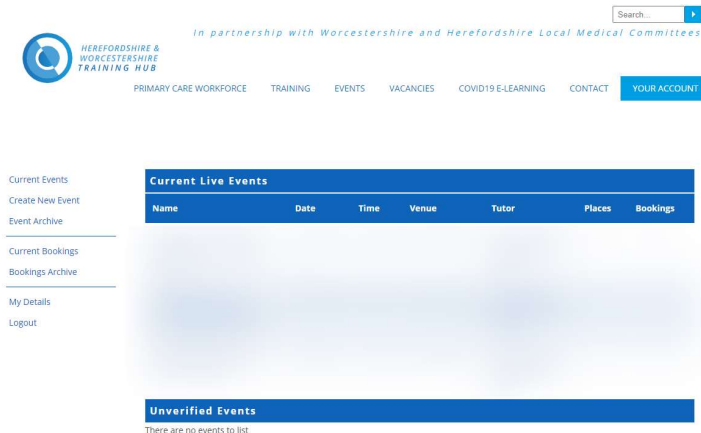 Search...
In partnership with Worcestershire and Herefordshire Local Medical Committees
HEREFORDSHIRE &
WORCESTERSHIRE
TRAINING HUB
PRIMARY CARE WORKFORCE TRAINING EVENTS VACANCIES COVID19 E-LEARNING CONTACT YOUR ACCOUNT
Current Events
Create New Event
Event Archive
Current Bookings
Bookings Archive
My Details
Logout
Current Live Events
Name Date Time Venue Tutor Places Bookings
Unverified Events
There are no events to list